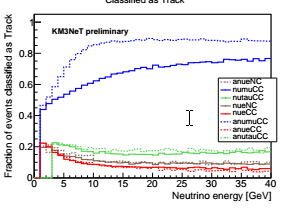 Classified as Track
KM3NeT preliminary
Fraction of events classified as Track
1
0.8
0.6
0.4
0.2
0
0 5 10 15 20 25 30 35 40
Neutrino energy [GeV]
anueNC
numuCC
nutauCC
nueNC
nueCC
anumuCC
anueCC
anutauCC